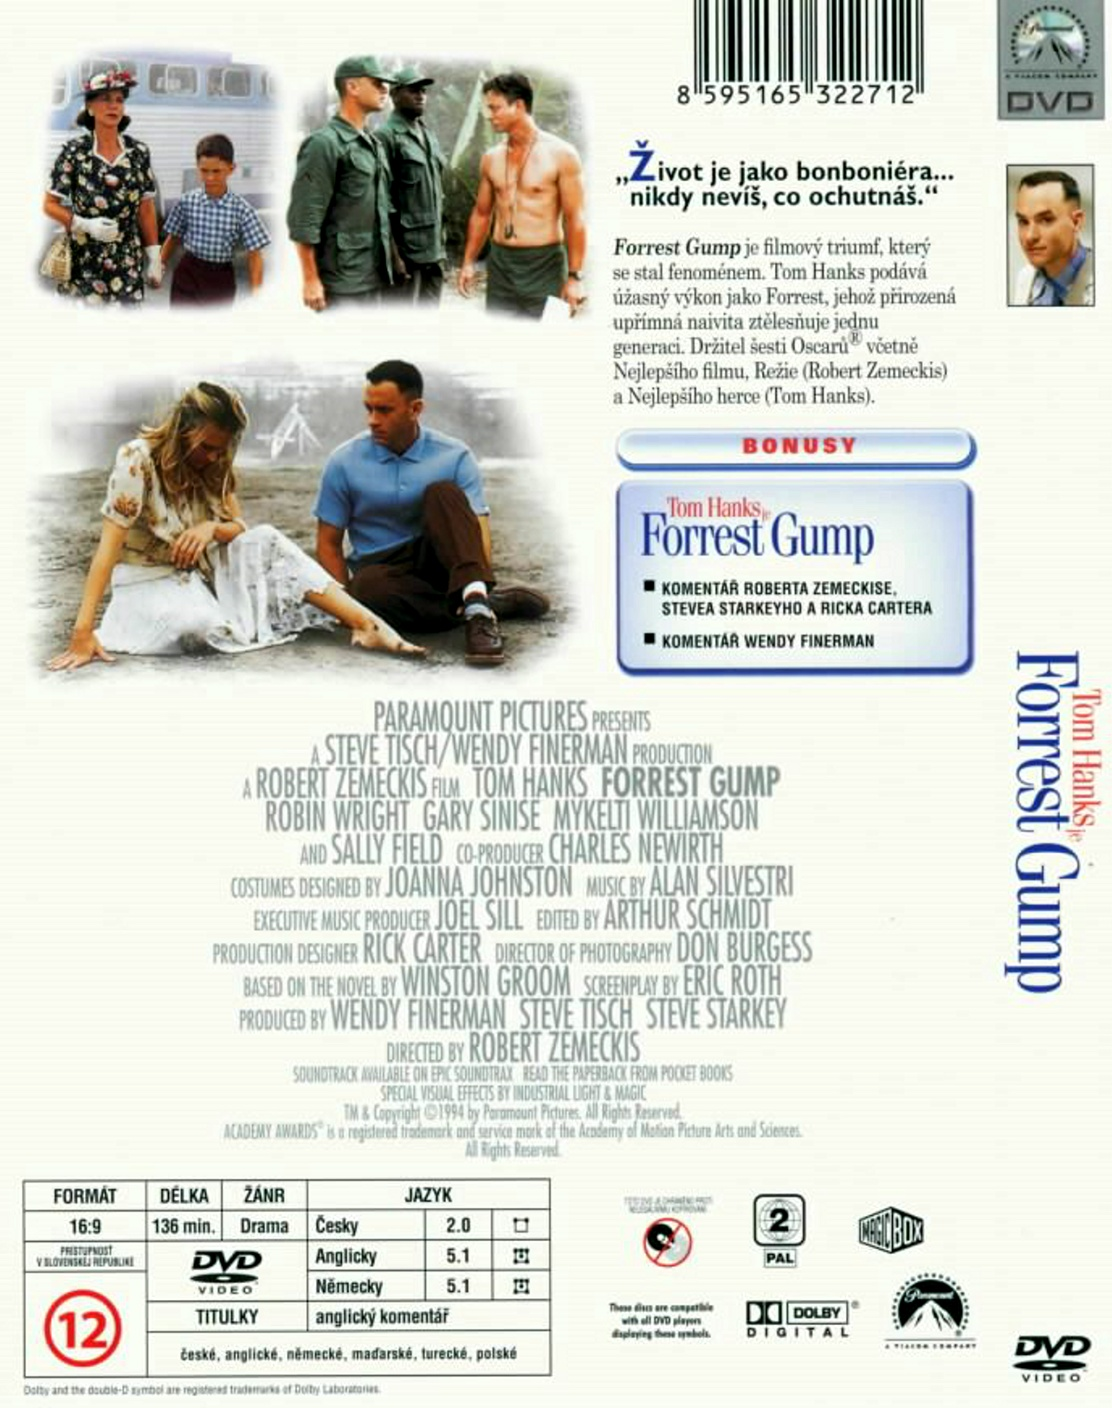 8 595165 322712
Paramount
A VIACOM COMPANY
DVD
„Život je jako bonboniéra...
nikdy nevíš, co ochutnáš.“
Forrest Gump je filmový triumf, který
se stal fenoménem. Tom Hanks podává
úžasný výkon jako Forrest, jehož přirozená
upřímná naivita ztělesňuje jednu
generaci. Držitel šesti Oscarů® včetně
Nejlepšího filmu, Režie (Robert Zemeckis)
a Nejlepšího herce (Tom Hanks).
BONUSY
Tom Hanks je
Forrest Gump
■ KOMENTÁŘ ROBERTA ZEMECKISE,
STEVEA STARKEYHO A RICKA CARTERA
■ KOMENTÁŘ WENDY FINERMAN
Tom Hanks je
Forrest Gump
PARAMOUNT PICTURES PRESENTS
A STEVE TISCH/WENDY FINERMAN PRODUCTION
A ROBERT ZEMECKIS FILM TOM HANKS FORREST GUMP
ROBIN WRIGHT GARY SINISE MYKELTI WILLIAMSON
AND SALLY FIELD CO-PRODUCER CHARLES NEWIRTH
COSTUMES DESIGNED BY JOANNA JOHNSTON MUSIC BY ALAN SILVESTRI
EXECUTIVE MUSIC PRODUCER JOEL SILL EDITED BY ARTHUR SCHMIDT
PRODUCTION DESIGNER RICK CARTER DIRECTOR OF PHOTOGRAPHY DON BURGESS
BASED ON THE NOVEL BY WINSTON GROOM SCREENPLAY BY ERIC ROTH
PRODUCED BY WENDY FINERMAN STEVE TISCH STEVE STARKEY
DIRECTED BY ROBERT ZEMECKIS
SOUNDTRACK AVAILABLE ON EPIC SOUNDTRAX READ THE PAPERBACK FROM POCKET BOOKS
SPECIAL VISUAL EFFECTS BY INDUSTRIAL LIGHT & MAGIC
TM & Copyright ©1994 by Paramount Pictures. All Rights Reserved.
ACADEMY AWARDS® is a registered trademark and service mark of the Academy of Motion Picture Arts and Sciences.
All Rights Reserved.
FORMÁT DÉLKA ŽÁNR JAZYK
16:9 136 min. Drama Česky 2.0
PRÍSTUPNOSŤ
V SLOVENSKEJ REPUBLIKE
12
DVD
VIDEO
Anglicky 5.1
Německy 5.1
TITULKY anglický komentář
české, anglické, německé, maďarské, turecké, polské
Dolby and the double-D symbol are registered trademarks of Dolby Laboratories.
TOTO DVD JE CHRÁNĚNO PROTI
NELEGÁLNÍMU KOPÍROVÁNÍ
2
PAL
MAGIC BOX
These discs are compatible
with all DVD players
displaying these symbols.
DOLBY®
DIGITAL
Paramount
A VIACOM COMPANY
DVD
VIDEO